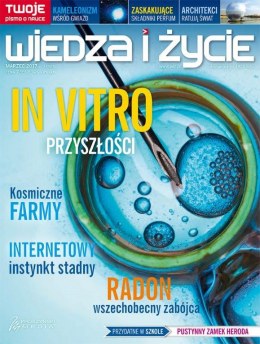 TWOJE
pismo o nauce
KAMELEONIZM
WŚRÓD GWIAZD
ZASKAKUJĄCE
SKŁADNIKI PERFUM
ARCHITEKCI
RATUJĄ ŚWIAT
WIEDZA i ŻYCIE
IN VITRO
PRZYSZŁOŚCI
Kosmiczne
FARMY
INTERNETOWY
instynkt stadny
RADON
wszechobecny zabójca
PRZYDATNE W SZKOLE
PUSTYNNY ZAMEK HERODA